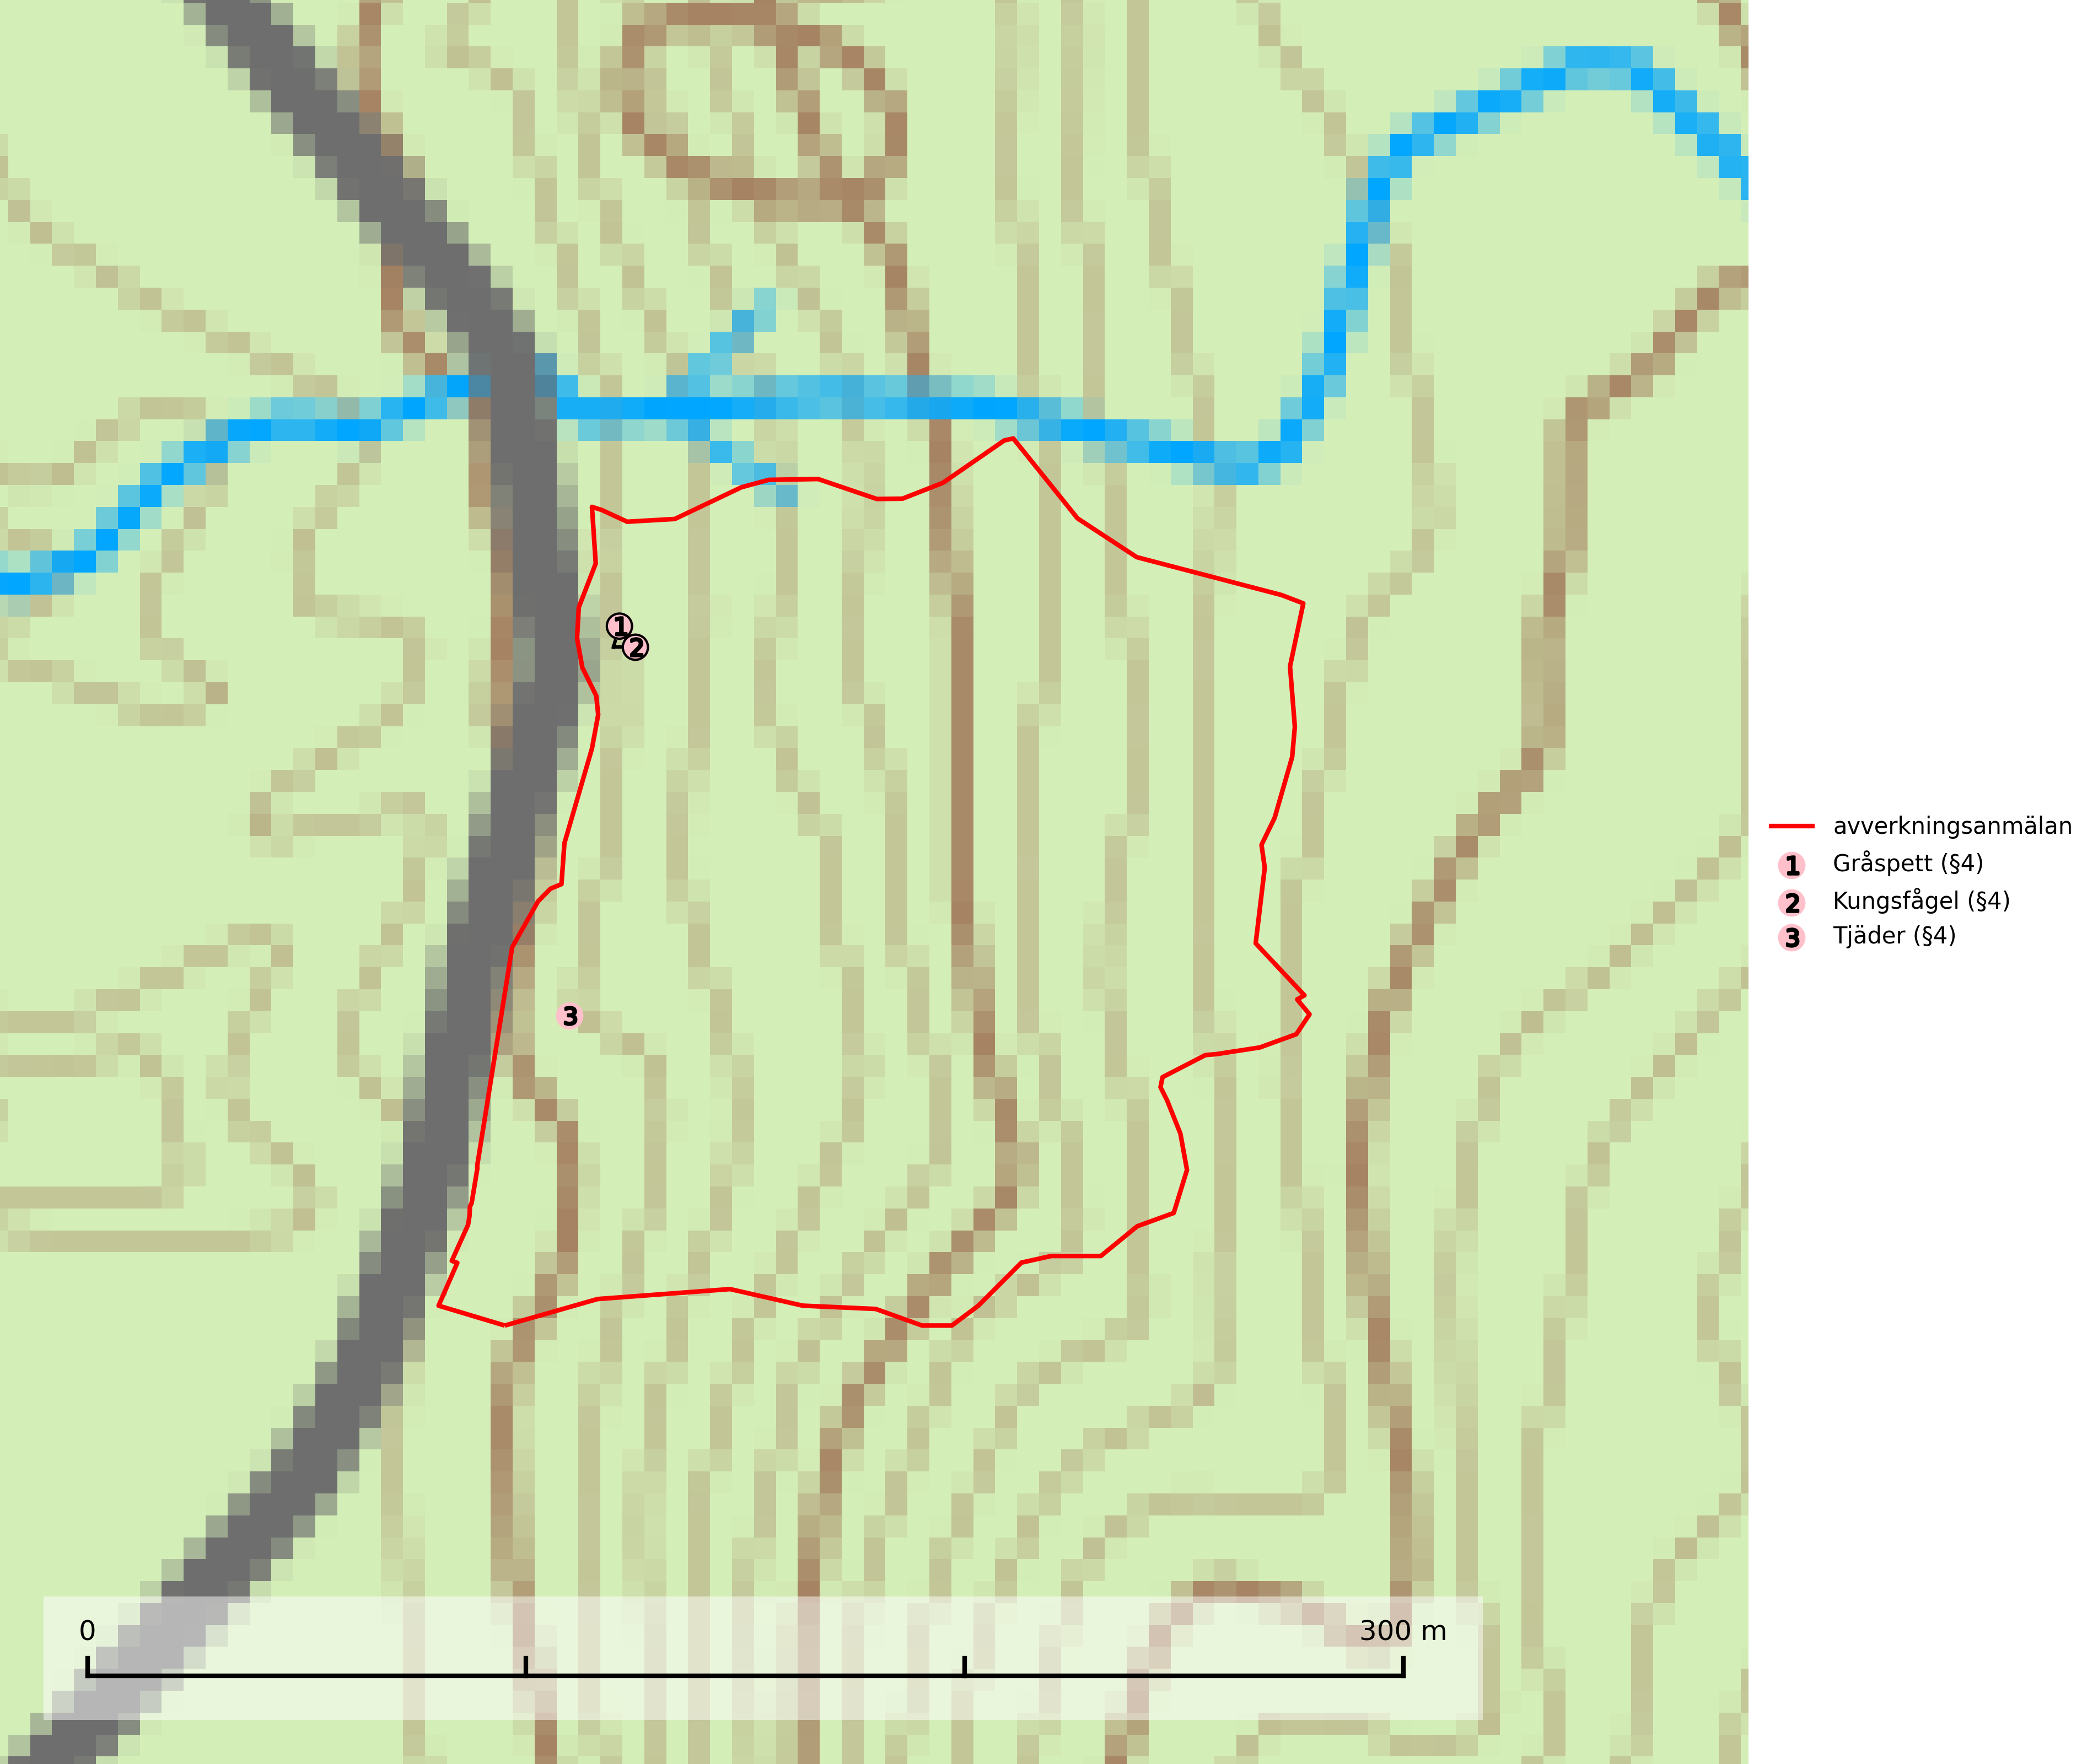 1
2
3
avverkningsanmälan
1 Gråspett (§4)
2 Kungsfågel (§4)
3 Tjäder (§4)
0 300 m